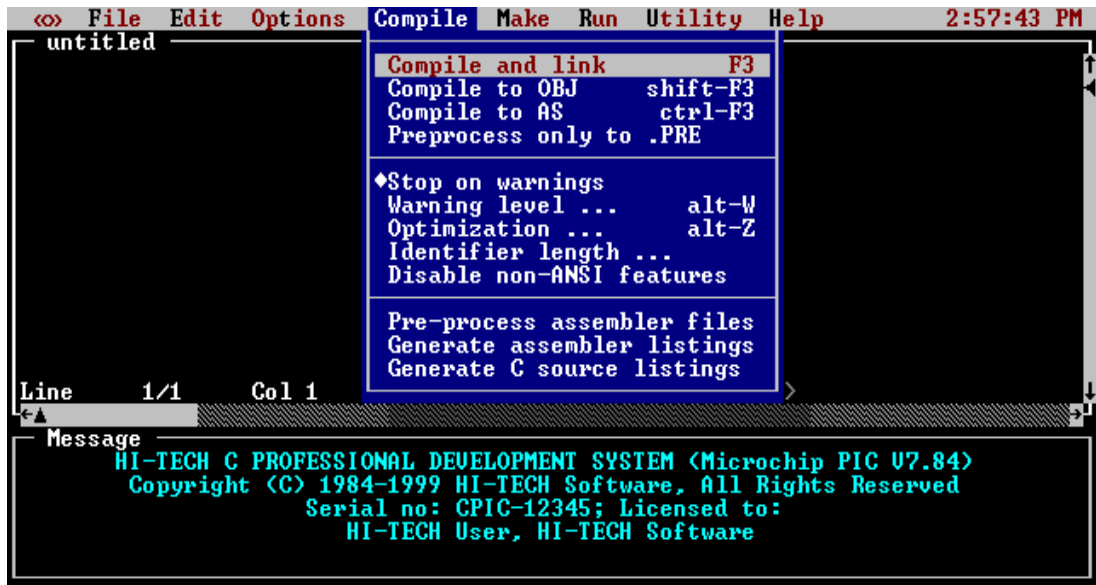 «» File Edit Options Compile Make Run Utility Help 2:57:43 PM
untitled
Compile and link F3
Compile to OBJ shift-F3
Compile to AS ctrl-F3
Preprocess only to .PRE
◆Stop on warnings
Warning level ... alt-W
Optimization ... alt-Z
Identifier length ...
Disable non-ANSI features
Pre-process assembler files
Generate assembler listings
Generate C source listings
Line 1/1 Col 1 >
Message
HI-TECH C PROFESSIONAL DEVELOPMENT SYSTEM (Microchip PIC V7.84)
Copyright (C) 1984-1999 HI-TECH Software, All Rights Reserved
Serial no: CPIC-12345; Licensed to:
HI-TECH User, HI-TECH Software